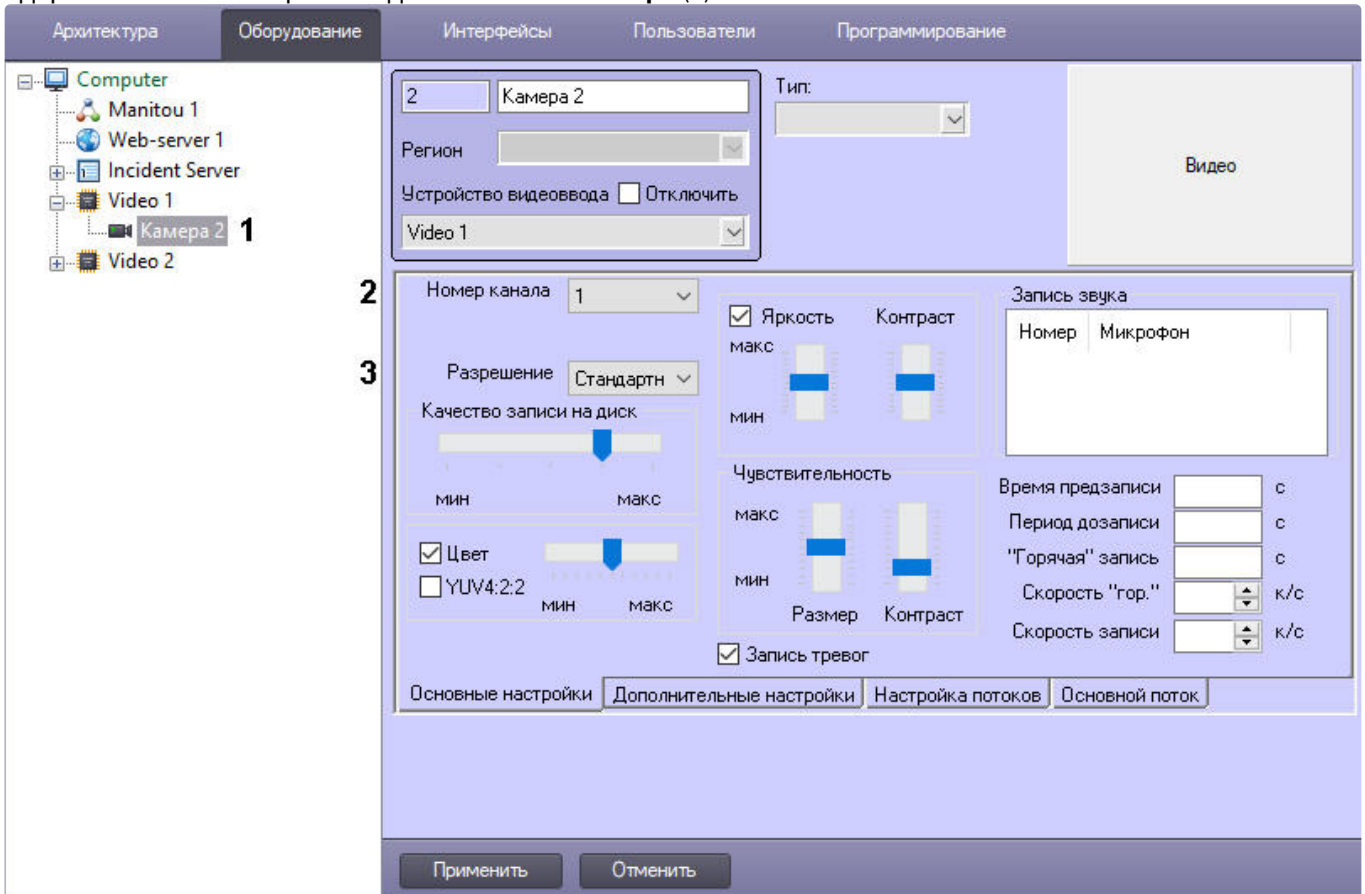 Архитектура Оборудование Интерфейсы Пользователи Программирование
Computer
Manitou 1
Web-server 1
Incident Server
Video 1
Камера 2 1
Video 2
2 Камера 2
Регион
Устройство видеоввода Отключить
Video 1
Тип:
Видео
2 Номер канала 1
3 Разрешение Стандартн
Качество записи на диск
мин макс
Цвет
YUV4:2:2
мин макс
Яркость Контраст
макс
мин
Чувствительность
макс
мин
Размер Контраст
Запись тревог
Запись звука
Номер Микрофон
Время предзаписи с
Период дозаписи с
"Горячая" запись с
Скорость "гор." к/с
Скорость записи к/с
Основные настройки Дополнительные настройки Настройка потоков Основной поток
Применить Отменить